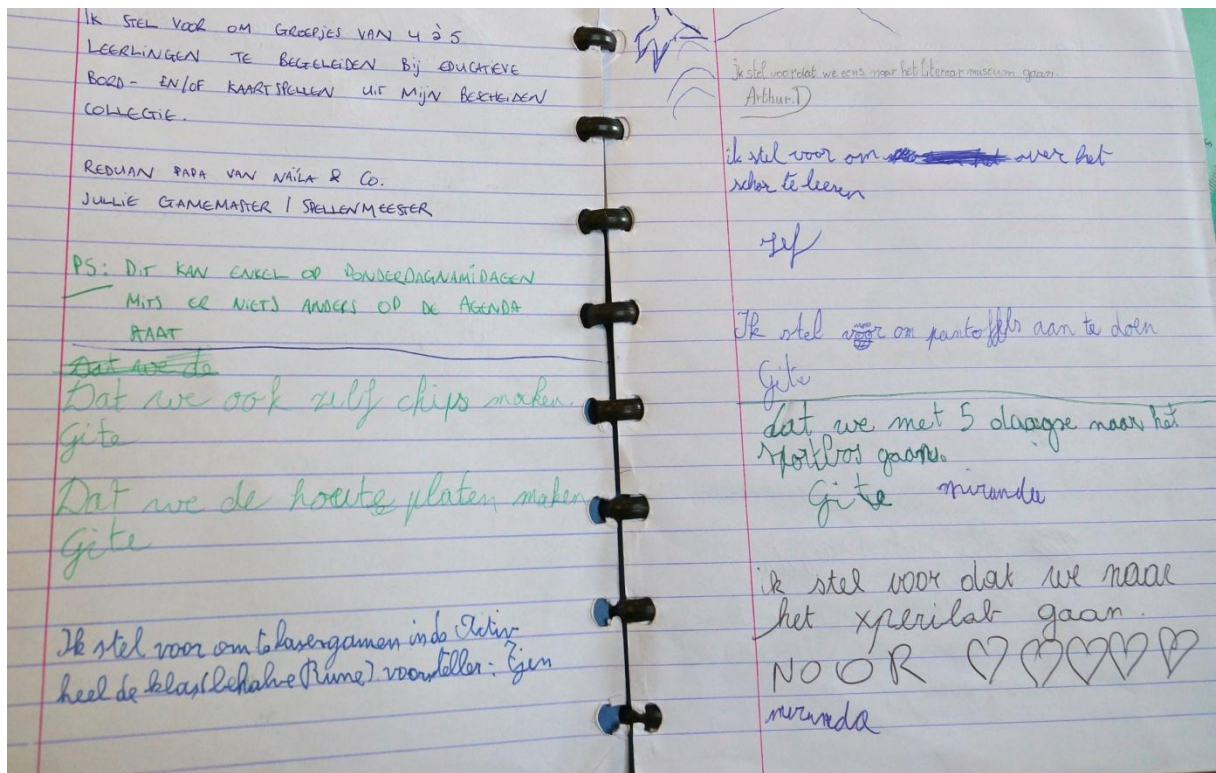 IK STEL VOOR OM GROEPJES VAN 4 à 5
LEERLINGEN TE BEGELEIDEN Bij EDUCATIEVE
BORD- EN/OF KAARTSPELLEN UIT MijN BESCHEIDEN
COLLECTIE.
REDUAN PAPA VAN NAÏLA & CO.
JULLIE GAMEMASTER / SPELLENMEESTER
PS: DIT KAN ENKEL OP DONDERDAGNAMIDAGEN
MITS ER NIETS ANDERS OP DE AGENDA
STAAT
Dat we de
Dat we ook zelf chips maken.
Gite
Dat we de houte platen maken
Gite
Ik stel voor om te lasergamen in de
heel de klas (behalve Rune). voorsteller:
ik stel voor dat we eens naar het literair museum gaan.
Arthur.D
ik stel voor om over het
schor te leeren
Jef
Ik stel voor om pantoffels aan te doen
Gite
dat we met 5 daagse naar het
sportbos gaan.
Gite miranda
ik stel voor dat we naar
het xperilab gaan.
NOOR ♡♡♡♡♡
miranda